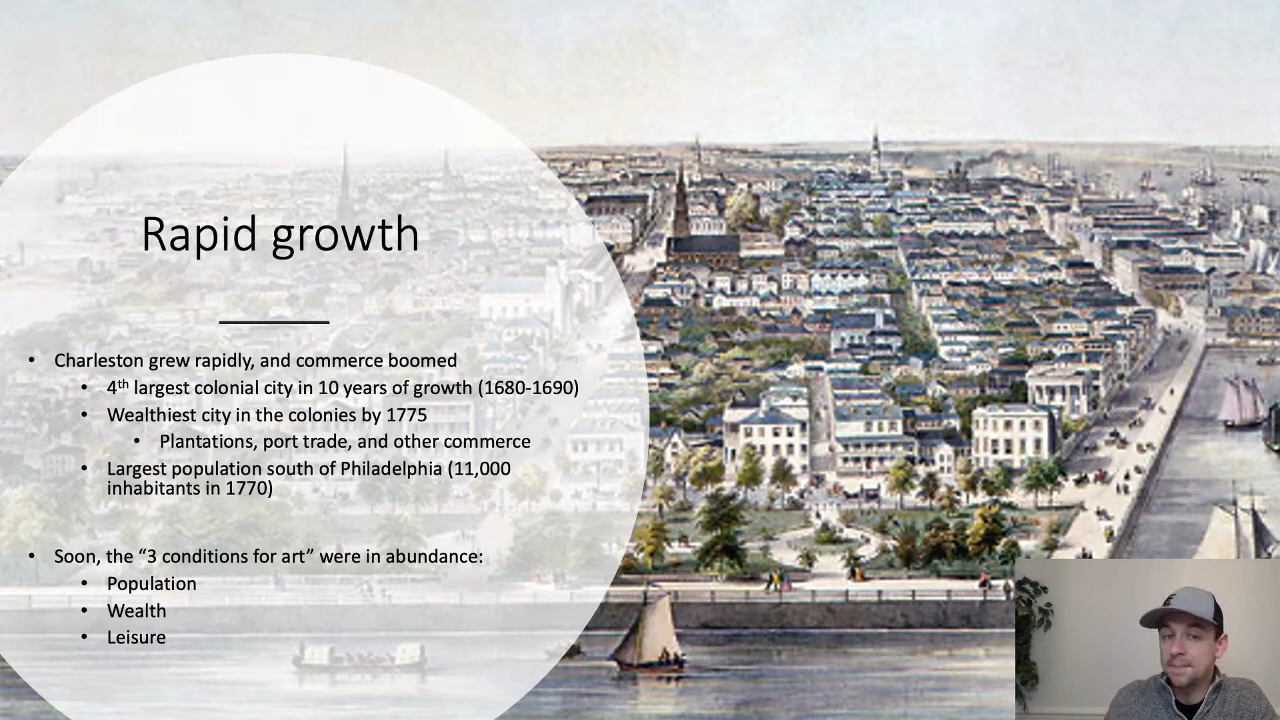 Rapid growth
• Charleston grew rapidly, and commerce boomed
• 4th largest colonial city in 10 years of growth (1680-1690)
• Wealthiest city in the colonies by 1775
• Plantations, port trade, and other commerce
• Largest population south of Philadelphia (11,000
inhabitants in 1770)
• Soon, the “3 conditions for art” were in abundance:
• Population
• Wealth
• Leisure